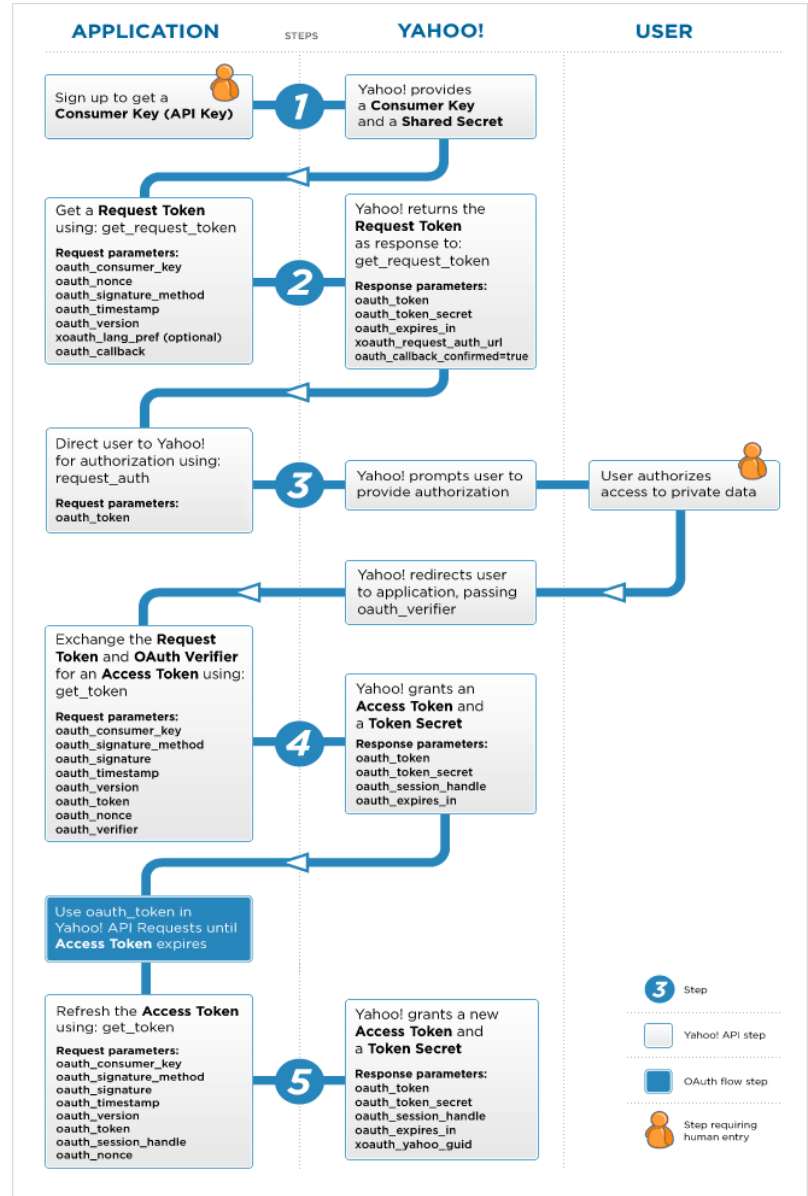 APPLICATION
STEPS
YAHOO!
USER
Sign up to get a
Consumer Key (API Key)
1
Yahoo! provides
a Consumer Key
and a Shared Secret
Get a Request Token
using: get_request_token
Request parameters:
oauth_consumer_key
oauth_nonce
oauth_signature_method
oauth_timestamp
oauth_version
xoauth_lang_pref (optional)
oauth_callback
2
Yahoo! returns the
Request Token
as response to:
get_request_token
Response parameters:
oauth_token
oauth_token_secret
oauth_expires_in
xoauth_request_auth_url
oauth_callback_confirmed=true
Direct user to Yahoo!
for authorization using:
request_auth
Request parameters:
oauth_token
3
Yahoo! prompts user to
provide authorization
User authorizes
access to private data
Yahoo! redirects user
to application, passing
oauth_verifier
Exchange the Request
Token and OAuth Verifier
for an Access Token using:
get_token
Request parameters:
oauth_consumer_key
oauth_signature_method
oauth_signature
oauth_timestamp
oauth_version
oauth_token
oauth_nonce
oauth_verifier
4
Yahoo! grants an
Access Token and
a Token Secret
Response parameters:
oauth_token
oauth_token_secret
oauth_session_handle
oauth_expires_in
Use oauth_token in
Yahoo! API Requests until
Access Token expires
Refresh the Access Token
using: get_token
Request parameters:
oauth_consumer_key
oauth_signature_method
oauth_signature
oauth_timestamp
oauth_version
oauth_token
oauth_session_handle
oauth_nonce
5
Yahoo! grants a new
Access Token and
a Token Secret
Response parameters:
oauth_token
oauth_token_secret
oauth_session_handle
oauth_expires_in
xoauth_yahoo_guid
3
Step
Yahoo! API step
OAuth flow step
Step requiring
human entry